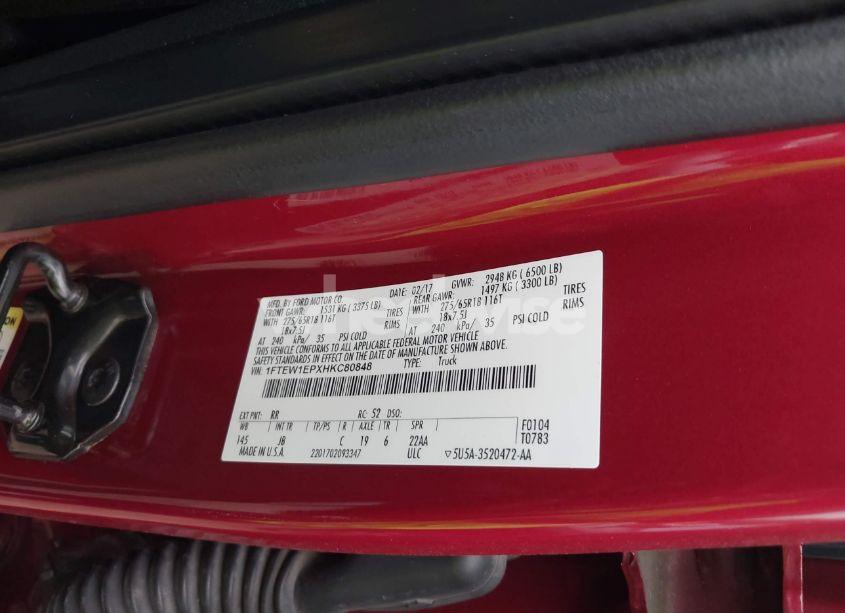 MFD. BY FORD MOTOR CO.
DATE: 02/17 GVWR: 2948 KG ( 6500 LB)
FRONT GAWR: 1531 KG ( 3375 LB) REAR GAWR: 1497 KG ( 3300 LB)
WITH 275/65R18 116T TIRES WITH 275/65R18 116T TIRES
18x7.5J RIMS 18x7.5J RIMS
AT 240 kPa/ 35 PSI COLD AT 240 kPa/ 35 PSI COLD
THIS VEHICLE CONFORMS TO ALL APPLICABLE FEDERAL MOTOR VEHICLE
SAFETY STANDARDS IN EFFECT ON THE DATE OF MANUFACTURE SHOWN ABOVE.
VIN: 1FTEW1EPXHKC80848 TYPE: Truck
EXT PNT: RR RC: 52 DSO:
WB INT TR TP/PS R AXLE TR SPR F0104
145 JB C 19 6 22AA T0783
MADE IN U.S.A. 2201702093347 ULC ▽5U5A-3520472-AA